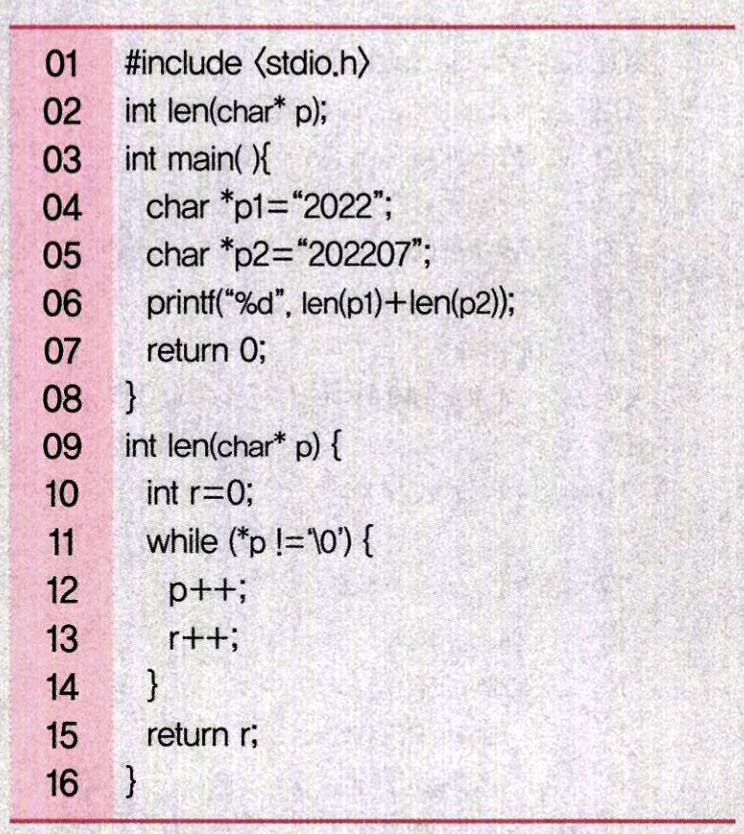 01 #include 〈stdio.h〉
02 int len(char* p);
03 int main( ){
04 char *p1=“2022”;
05 char *p2=“202207”;
06 printf(“%d”, len(p1)+len(p2));
07 return 0;
08 }
09 int len(char* p) {
10 int r=0;
11 while (*p !=‘\0’) {
12 p++;
13 r++;
14 }
15 return r;
16 }